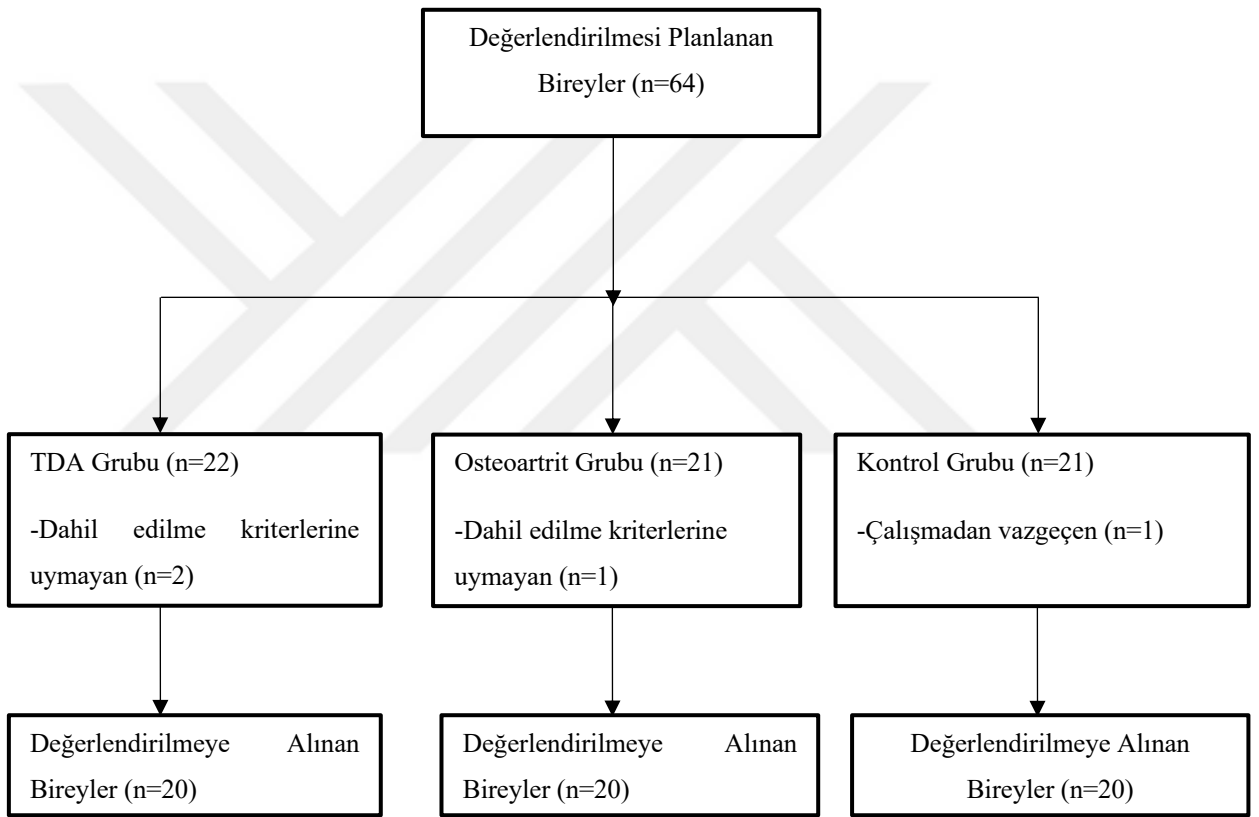 Değerlendirilmesi Planlanan
Bireyler (n=64)
TDA Grubu (n=22)
-Dahil edilme kriterlerine
uymayan (n=2)
Osteoartrit Grubu (n=21)
-Dahil edilme kriterlerine
uymayan (n=1)
Kontrol Grubu (n=21)
-Çalışmadan vazgeçen (n=1)
Değerlendirilmeye Alınan
Bireyler (n=20)
Değerlendirilmeye Alınan
Bireyler (n=20)
Değerlendirilmeye Alınan
Bireyler (n=20)